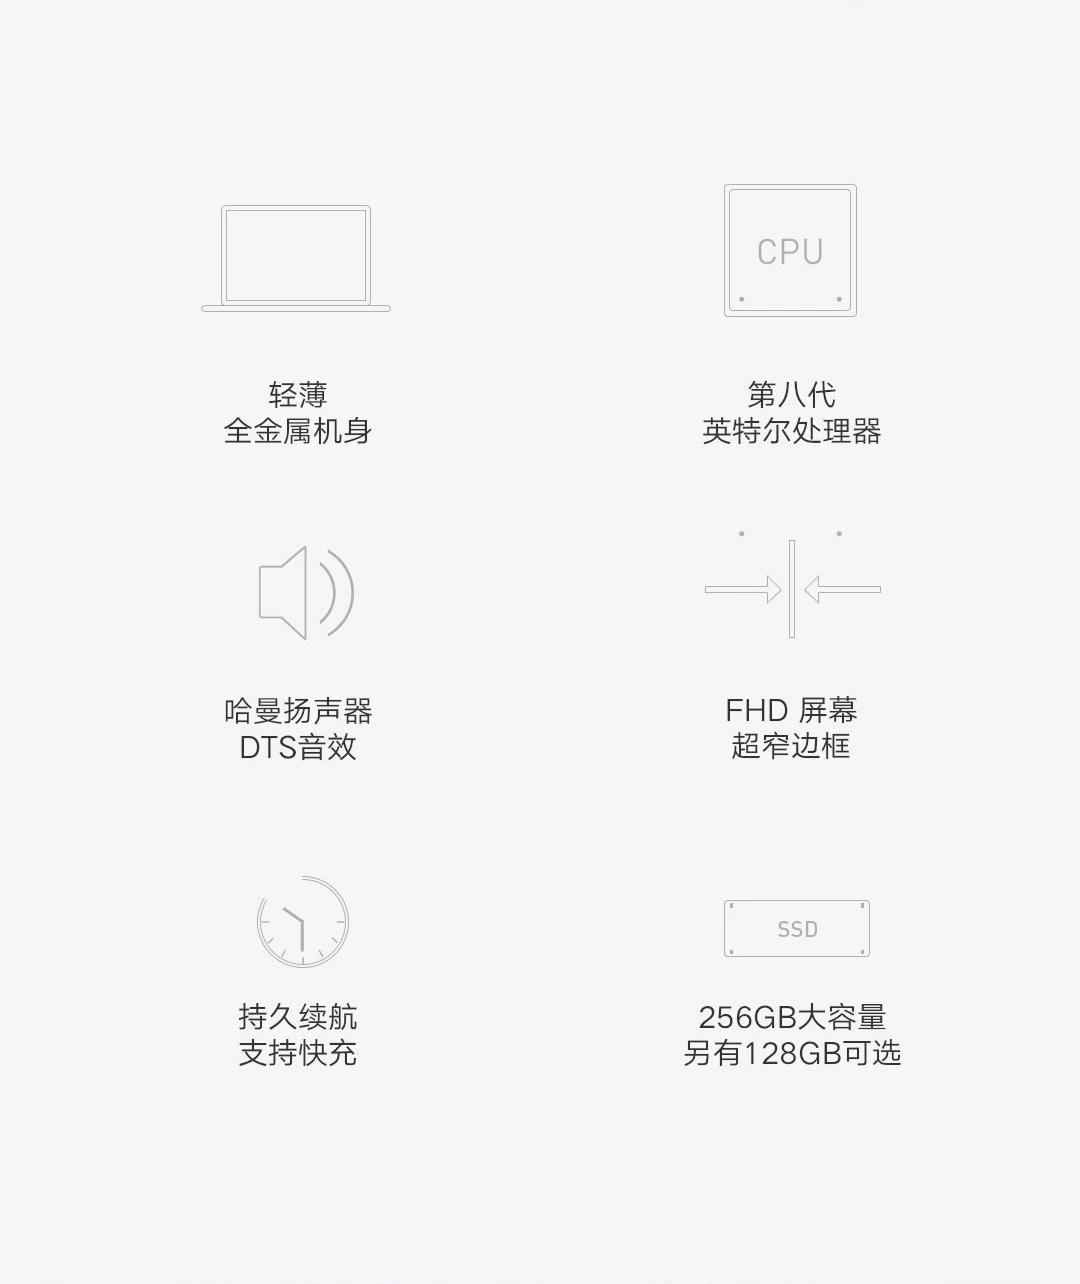 CPU
轻薄
全金属机身
第八代
英特尔处理器
哈曼扬声器
DTS音效
FHD 屏幕
超窄边框
SSD
持久续航
支持快充
256GB大容量
另有128GB可选